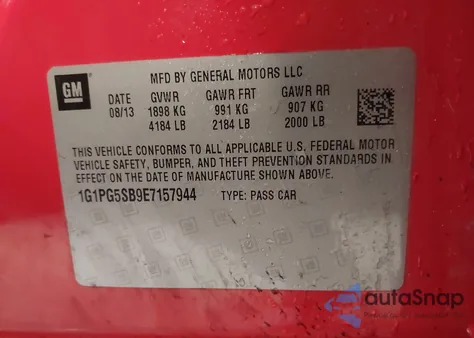 GM
MFD BY GENERAL MOTORS LLC
DATE GVWR GAWR FRT GAWR RR
08/13 1898 KG 991 KG 907 KG
4184 LB 2184 LB 2000 LB
THIS VEHICLE CONFORMS TO ALL APPLICABLE U.S. FEDERAL MOTOR
VEHICLE SAFETY, BUMPER, AND THEFT PREVENTION STANDARDS
IN EFFECT ON THE DATE OF MANUFACTURE SHOWN ABOVE.
1G1PG5SB9E7157944 TYPE: PASS CAR
autoSnap